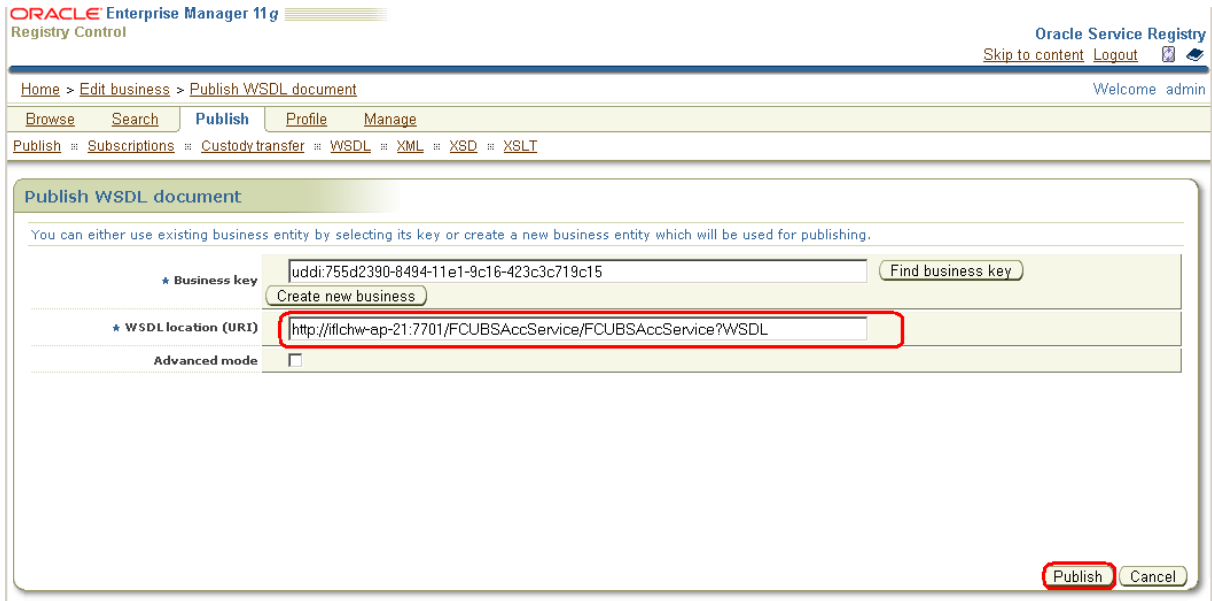 ORACLE Enterprise Manager 11g
Registry Control
Oracle Service Registry
Skip to content Logout
Home > Edit business > Publish WSDL document
Welcome admin
Browse Search Publish Profile Manage
Publish Subscriptions Custody transfer WSDL XML XSD XSLT
Publish WSDL document
You can either use existing business entity by selecting its key or create a new business entity which will be used for publishing.
* Business key uddi:755d2390-8494-11e1-9c16-423c3c719c15 Find business key
Create new business
* WSDL location (URI) http://iflchw-ap-21:7701/FCUBSAccService/FCUBSAccService?WSDL
Advanced mode
Publish Cancel